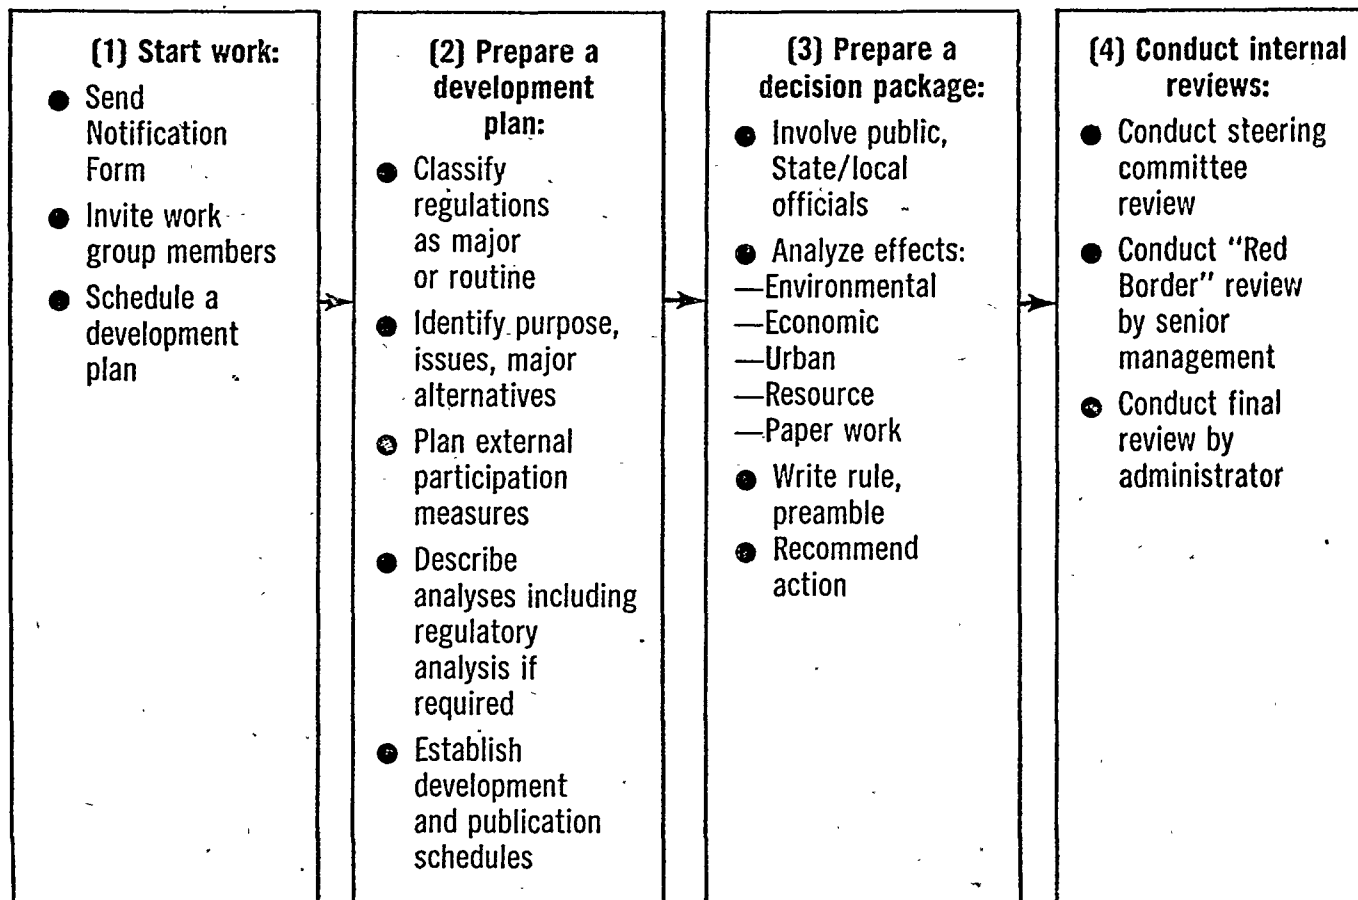 (1) Start work:
● Send
Notification
Form
● Invite work
group members
● Schedule a
development
plan
(2) Prepare a
development
plan:
● Classify
regulations
as major
or routine
● Identify purpose,
issues, major
alternatives
● Plan external
participation
measures
● Describe
analyses including
regulatory
analysis if
required
● Establish
development
and publication
schedules
(3) Prepare a
decision package:
● Involve public,
State/local
officials
● Analyze effects:
—Environmental
—Economic
—Urban
—Resource
—Paper work
● Write rule,
preamble
● Recommend
action
(4) Conduct internal
reviews:
● Conduct steering
committee
review
● Conduct "Red
Border" review
by senior
management
● Conduct final
review by
administrator